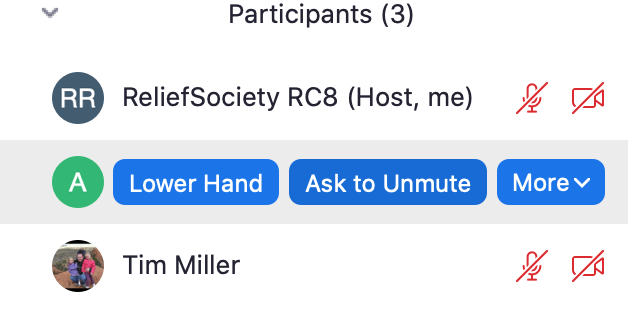 Participants (3)
RR ReliefSociety RC8 (Host, me)
A Lower Hand Ask to Unmute More
Tim Miller